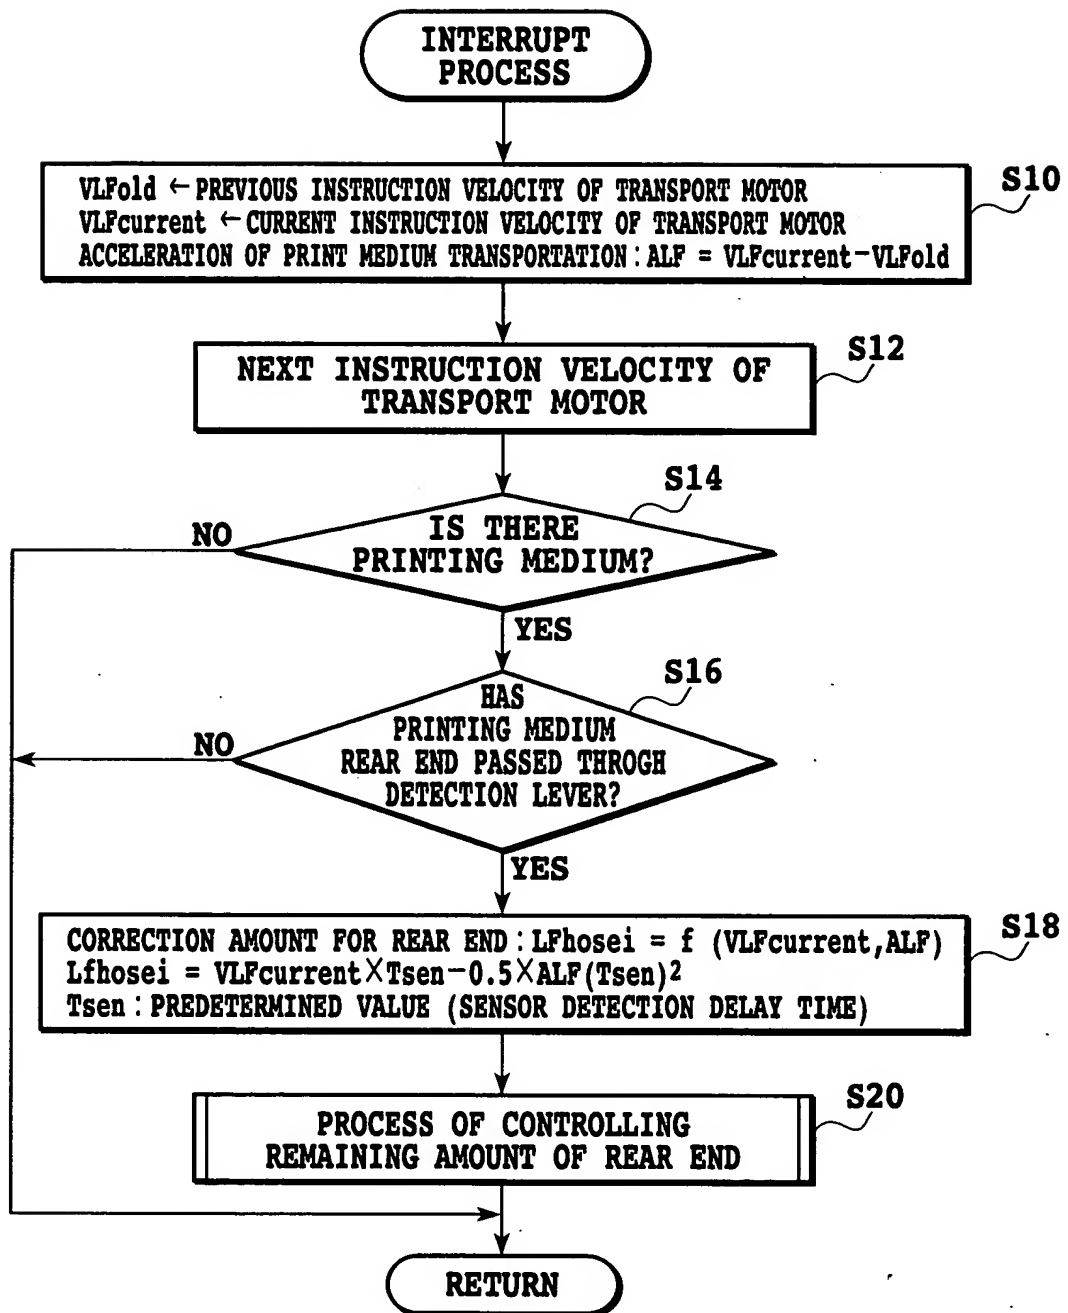 INTERRUPT
PROCESS
VLFold ←PREVIOUS INSTRUCTION VELOCITY OF TRANSPORT MOTOR
VLFcurrent ←CURRENT INSTRUCTION VELOCITY OF TRANSPORT MOTOR
ACCELERATION OF PRINT MEDIUM TRANSPORTATION:ALF = VLFcurrent-VLFold
S10
NEXT INSTRUCTION VELOCITY OF
TRANSPORT MOTOR
S12
S14
IS THERE
PRINTING MEDIUM?
NO
YES
S16
HAS
PRINTING MEDIUM
REAR END PASSED THROGH
DETECTION LEVER?
NO
YES
S18
CORRECTION AMOUNT FOR REAR END:LFhosei = f (VLFcurrent,ALF)
Lfhosei = VLFcurrent×Tsen-0.5×ALF(Tsen)²
Tsen:PREDETERMINED VALUE (SENSOR DETECTION DELAY TIME)
S20
PROCESS OF CONTROLLING
REMAINING AMOUNT OF REAR END
RETURN